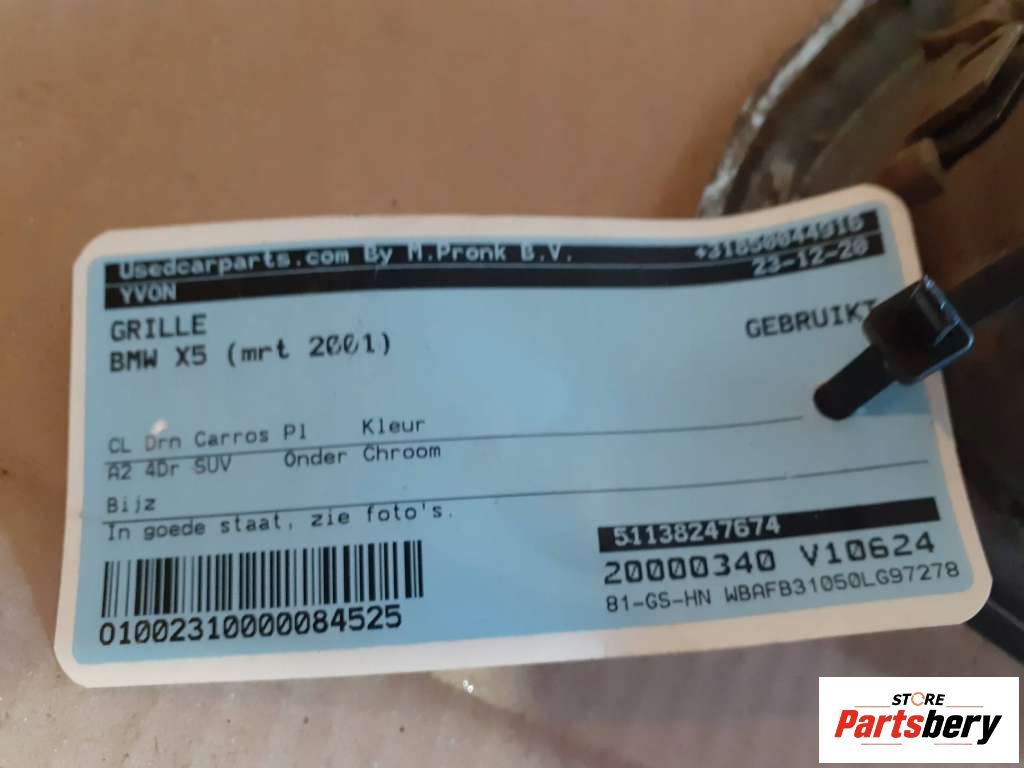 Usedcarparts.com By M.Pronk B.V. +31850044916
YVON 23-12-20
GRILLE GEBRUIKT
BMW X5 (mrt 2001)
CL Drn Carros Pl Kleur
A2 4Dr SUV Onder Chroom
Bijz
In goede staat, zie foto's.
51138247674
20000340 V10624
81-GS-HN WBAFB31050LG97278
01002310000084525
STORE
Partsbery